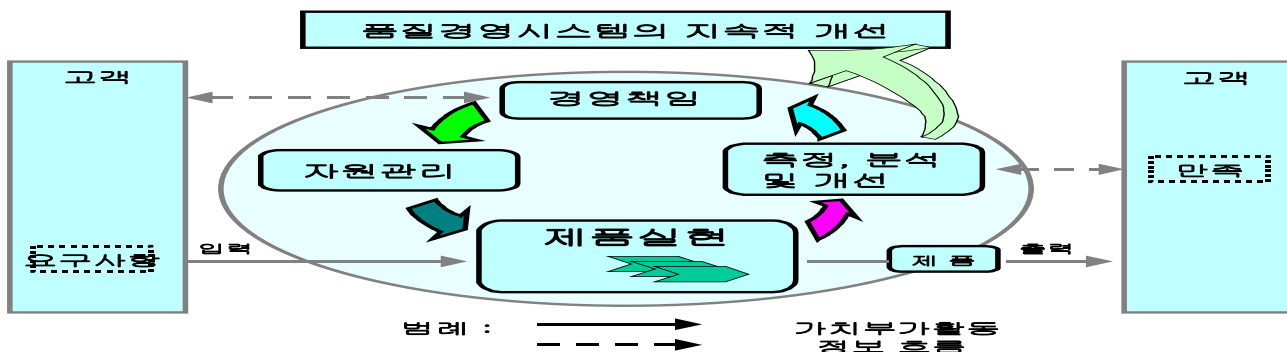 품질경영시스템의 지속적 개선
고객
고객
경영책임
자원관리
측정, 분석
및 개선
만족
제품실현
요구사항
입력
제 품
출력
범례 :
가치부가활동
정보 흐름